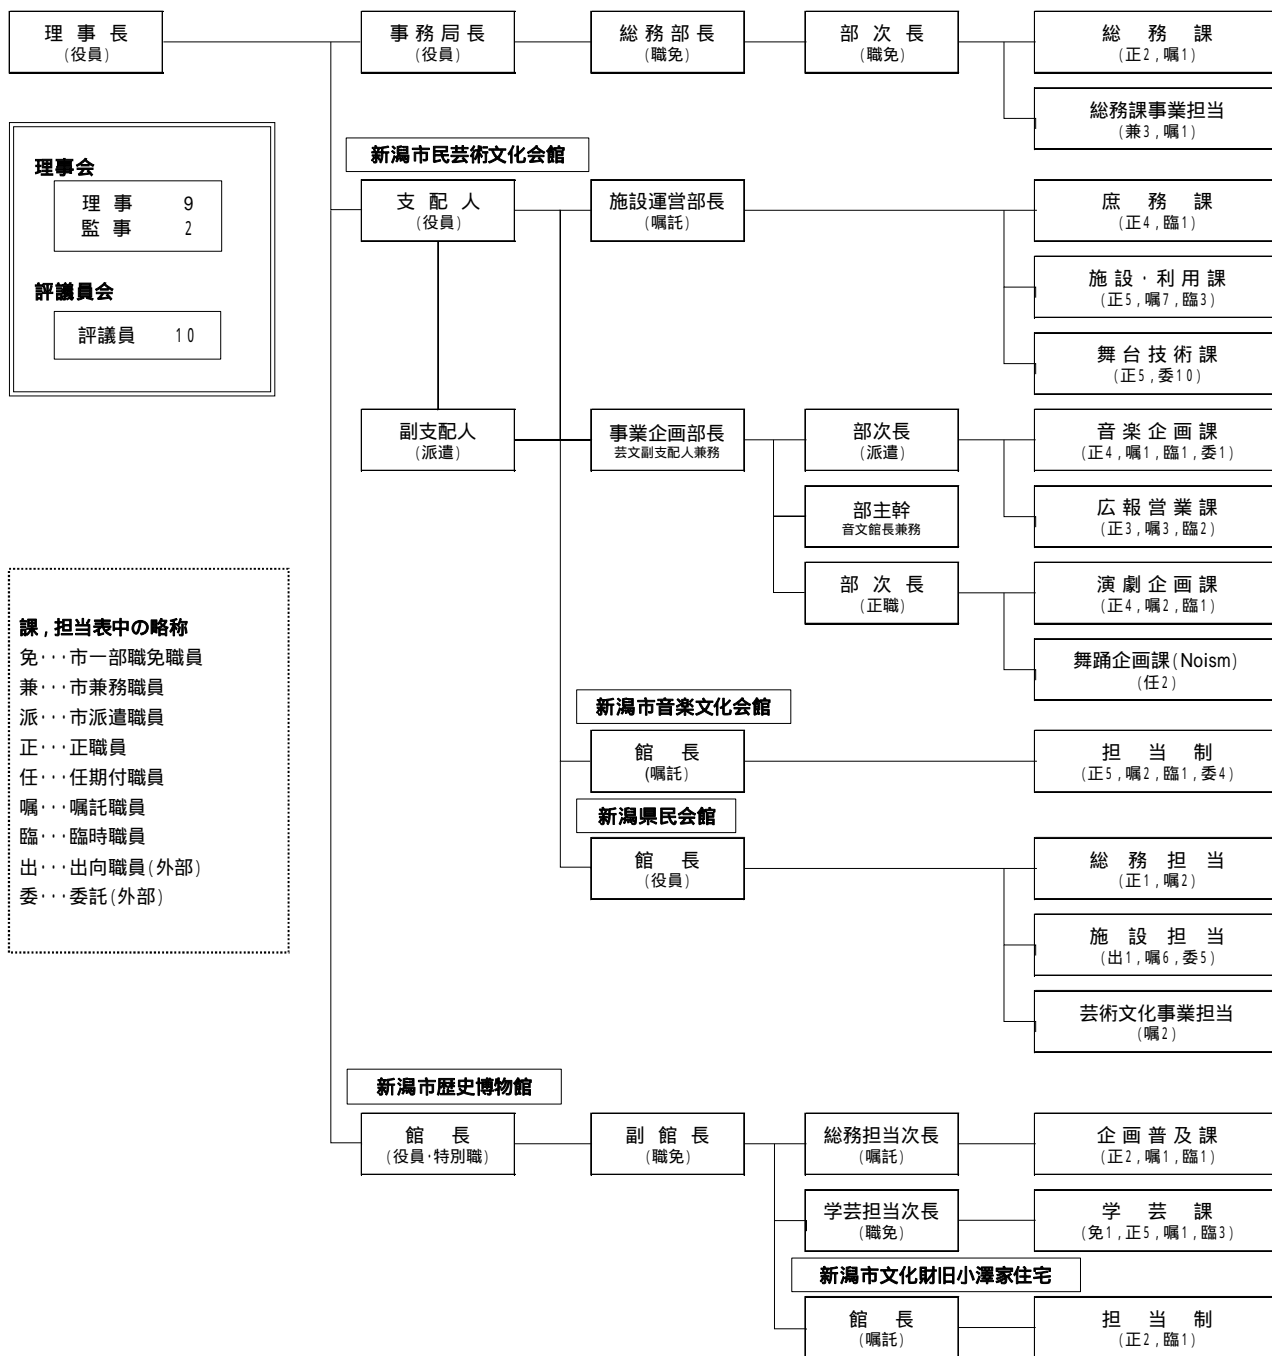 理事長
(役員)
事務局長
(役員)
総務部長
(職免)
部次長
(職免)
総務課
(正2,嘱1)
総務課事業担当
(兼3,嘱1)
理事会
理事 9
監事 2
評議員会
評議員 10
新潟市民芸術文化会館
支配人
(役員)
施設運営部長
(嘱託)
庶務課
(正4,臨1)
施設・利用課
(正5,嘱7,臨3)
舞台技術課
(正5,委10)
副支配人
(派遣)
事業企画部長
芸文副支配人兼務
部次長
(派遣)
音楽企画課
(正4,嘱1,臨1,委1)
広報営業課
(正3,嘱3,臨2)
部主幹
音文館長兼務
部次長
(正職)
演劇企画課
(正4,嘱2,臨1)
舞踊企画課(Noism)
(任2)
課,担当表中の略称
免・・・市一部職免職員
兼・・・市兼務職員
派・・・市派遣職員
正・・・正職員
任・・・任期付職員
嘱・・・嘱託職員
臨・・・臨時職員
出・・・出向職員(外部)
委・・・委託(外部)
新潟市音楽文化会館
館長
(嘱託)
担当制
(正5,嘱2,臨1,委4)
新潟県民会館
館長
(役員)
総務担当
(正1,嘱2)
施設担当
(出1,嘱6,委5)
芸術文化事業担当
(嘱2)
新潟市歴史博物館
館長
(役員・特別職)
副館長
(職免)
総務担当次長
(嘱託)
企画普及課
(正2,嘱1,臨1)
学芸担当次長
(職免)
学芸課
(免1,正5,嘱1,臨3)
新潟市文化財旧小澤家住宅
館長
(嘱託)
担当制
(正2,臨1)